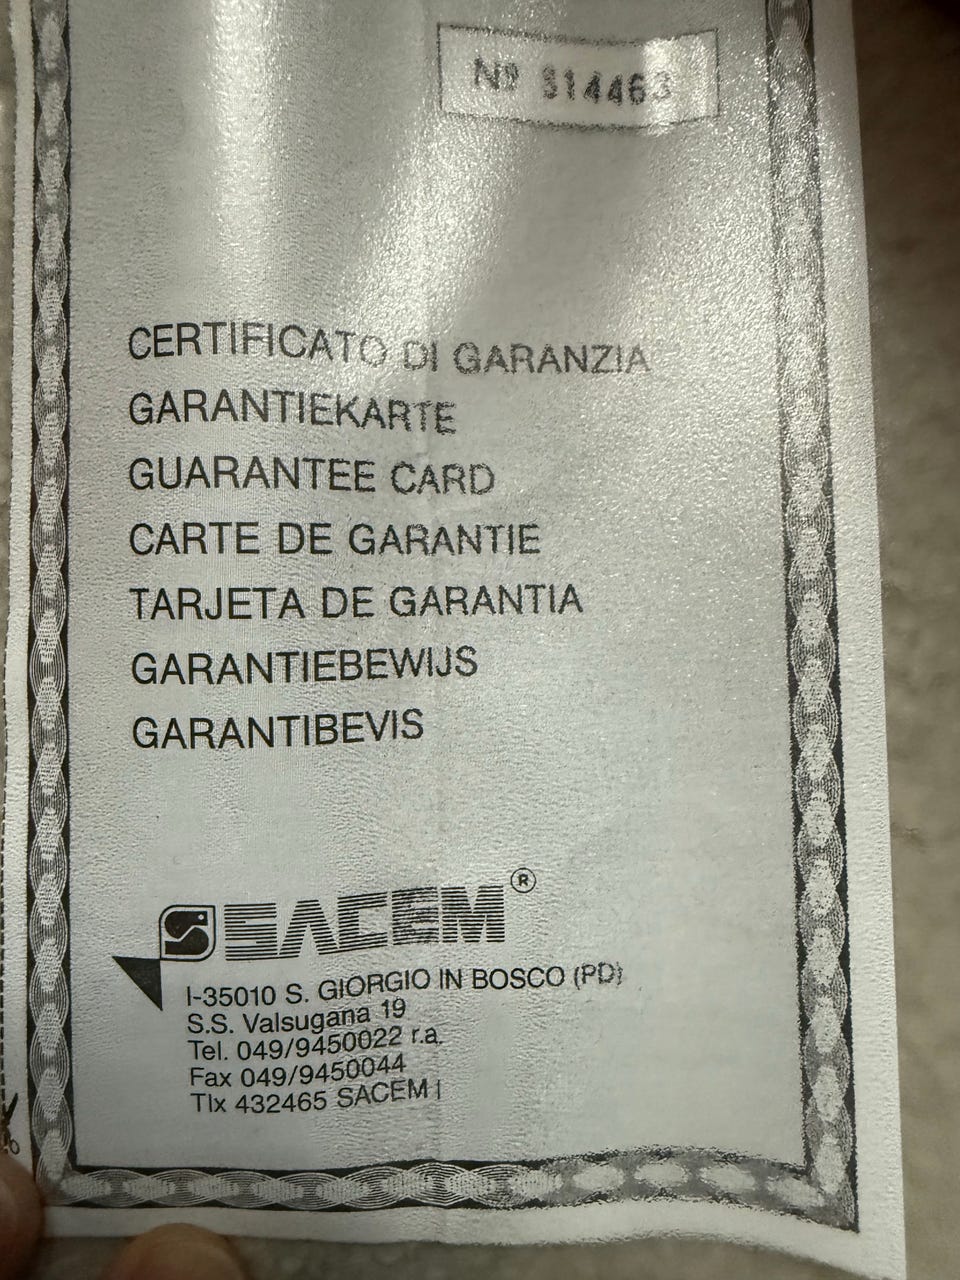 Nº 314463
CERTIFICATO DI GARANZIA
GARANTIEKARTE
GUARANTEE CARD
CARTE DE GARANTIE
TARJETA DE GARANTIA
GARANTIEBEWIJS
GARANTIBEVIS
SACEM®
I-35010 S. GIORGIO IN BOSCO (PD)
S.S. Valsugana 19
Tel. 049/9450022 r.a.
Fax 049/9450044
Tlx 432465 SACEM I